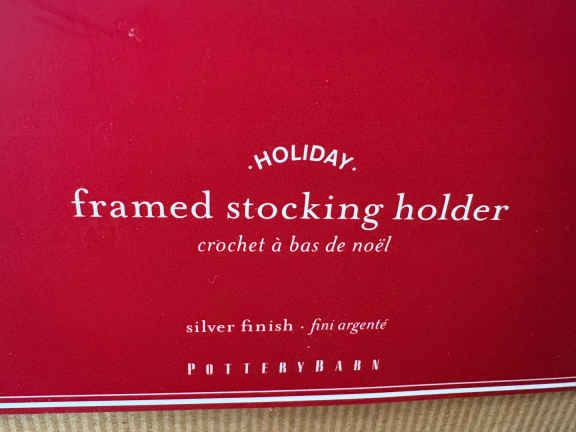 ·HOLIDAY·
framed stocking holder
crochet à bas de noël
silver finish · fini argenté
POTTERYBARN